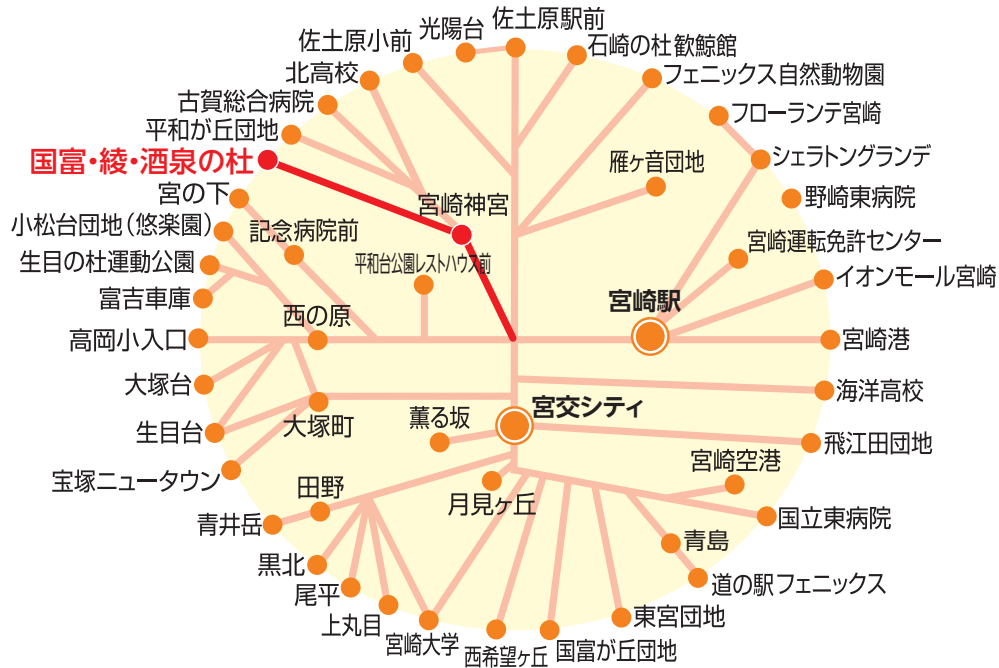 佐土原駅前
光陽台
佐土原小前
石崎の杜歓鯨館
北高校
フェニックス自然動物園
古賀総合病院
フローランテ宮崎
平和が丘団地
国富・綾・酒泉の杜
シェラトングランデ
雁ヶ音団地
宮の下
野崎東病院
宮崎神宮
小松台団地(悠楽園)
記念病院前
宮崎運転免許センター
生目の杜運動公園
平和台公園レストハウス前
イオンモール宮崎
富吉車庫
宮崎駅
西の原
高岡小入口
宮崎港
大塚台
海洋高校
宮交シティ
薫る坂
大塚町
生目台
飛江田団地
宮崎空港
宝塚ニュータウン
田野
月見ヶ丘
青井岳
国立東病院
青島
黒北
道の駅フェニックス
尾平
上丸目
東宮団地
宮崎大学
西希望ヶ丘
国富が丘団地